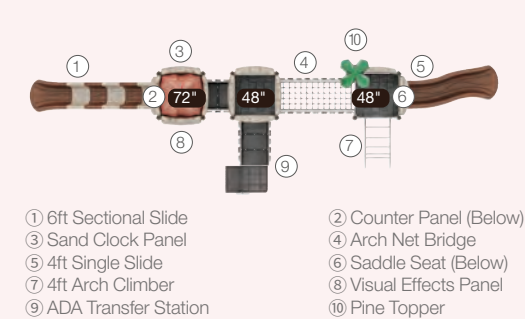 ⑩
③
④
①
⑤
② 72" 48" 48" ⑥
⑧
⑦
⑨
① 6ft Sectional Slide
② Counter Panel (Below)
③ Sand Clock Panel
④ Arch Net Bridge
⑤ 4ft Single Slide
⑥ Saddle Seat (Below)
⑦ 4ft Arch Climber
⑧ Visual Effects Panel
⑨ ADA Transfer Station
⑩ Pine Topper